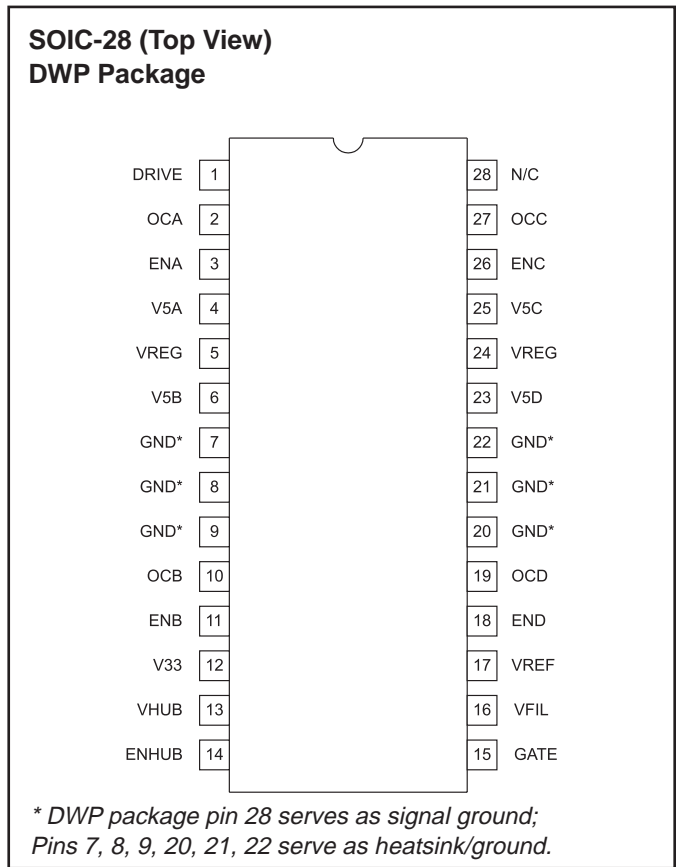 SOIC-28 (Top View)
DWP Package
DRIVE 1 28 N/C
OCA 2 27 OCC
ENA 3 26 ENC
V5A 4 25 V5C
VREG 5 24 VREG
V5B 6 23 V5D
GND* 7 22 GND*
GND* 8 21 GND*
GND* 9 20 GND*
OCB 10 19 OCD
ENB 11 18 END
V33 12 17 VREF
VHUB 13 16 VFIL
ENHUB 14 15 GATE
* DWP package pin 28 serves as signal ground;
Pins 7, 8, 9, 20, 21, 22 serve as heatsink/ground.